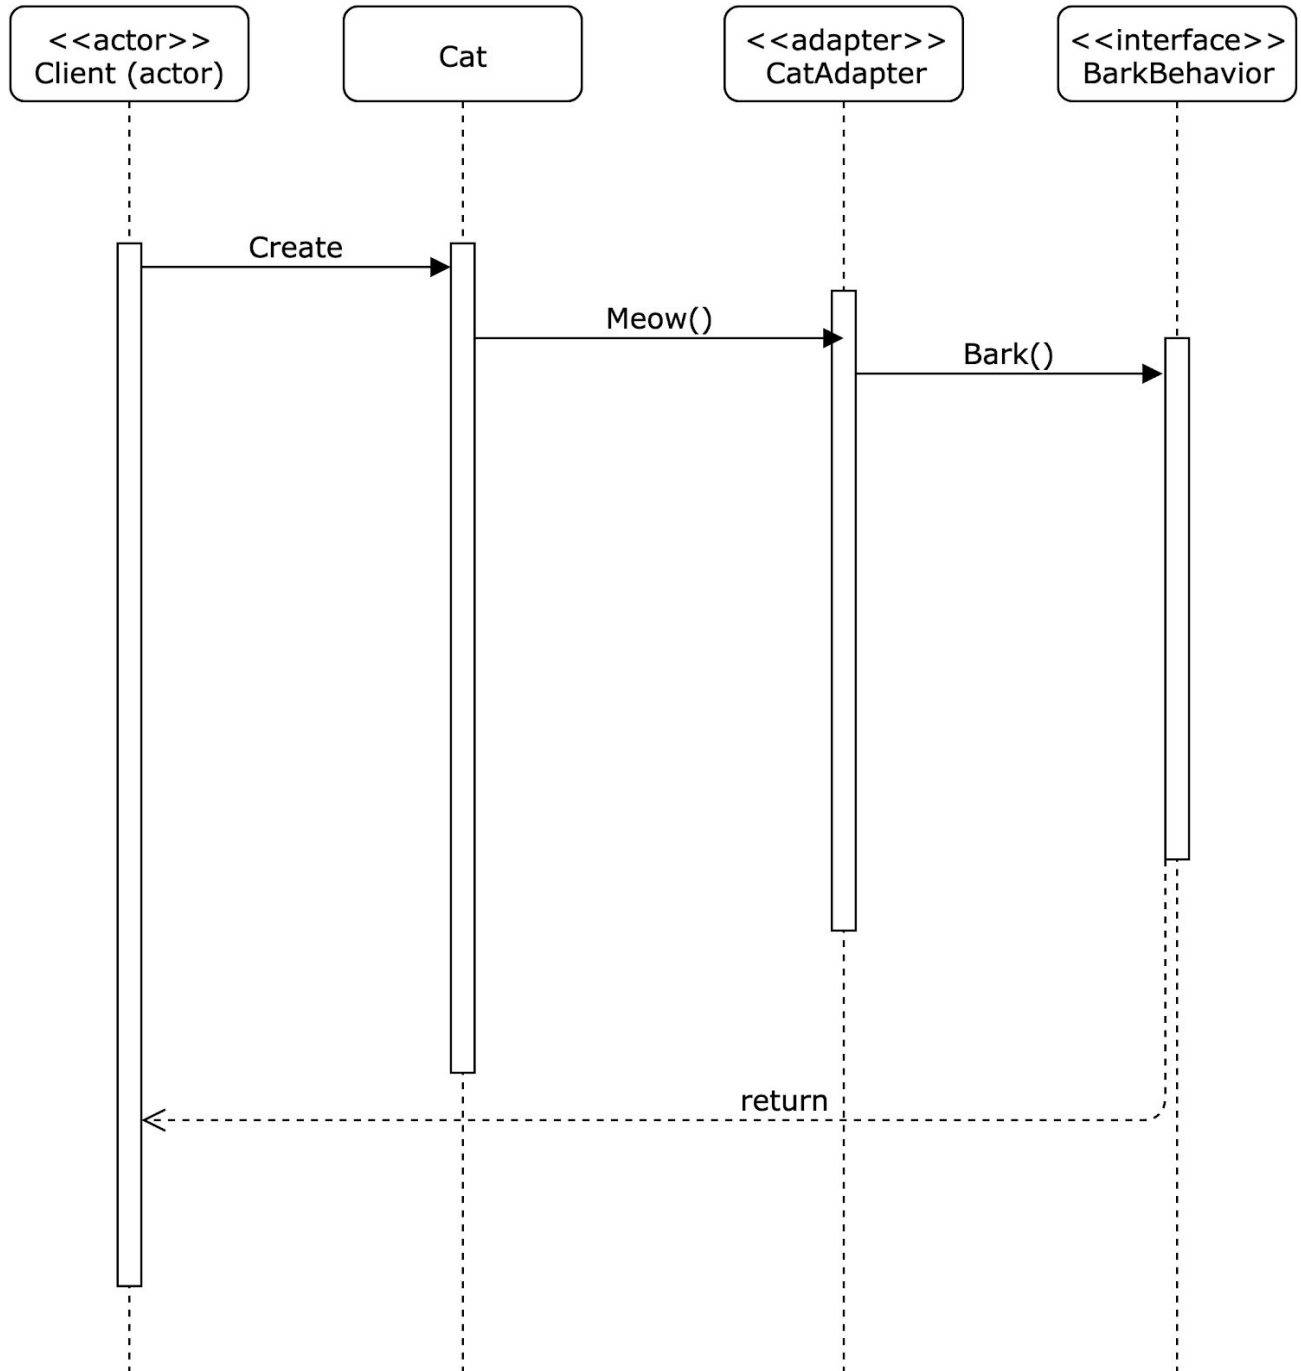 <<actor>>
Client (actor)
Cat
<<adapter>>
CatAdapter
<<interface>>
BarkBehavior
Create
Meow()
Bark()
return